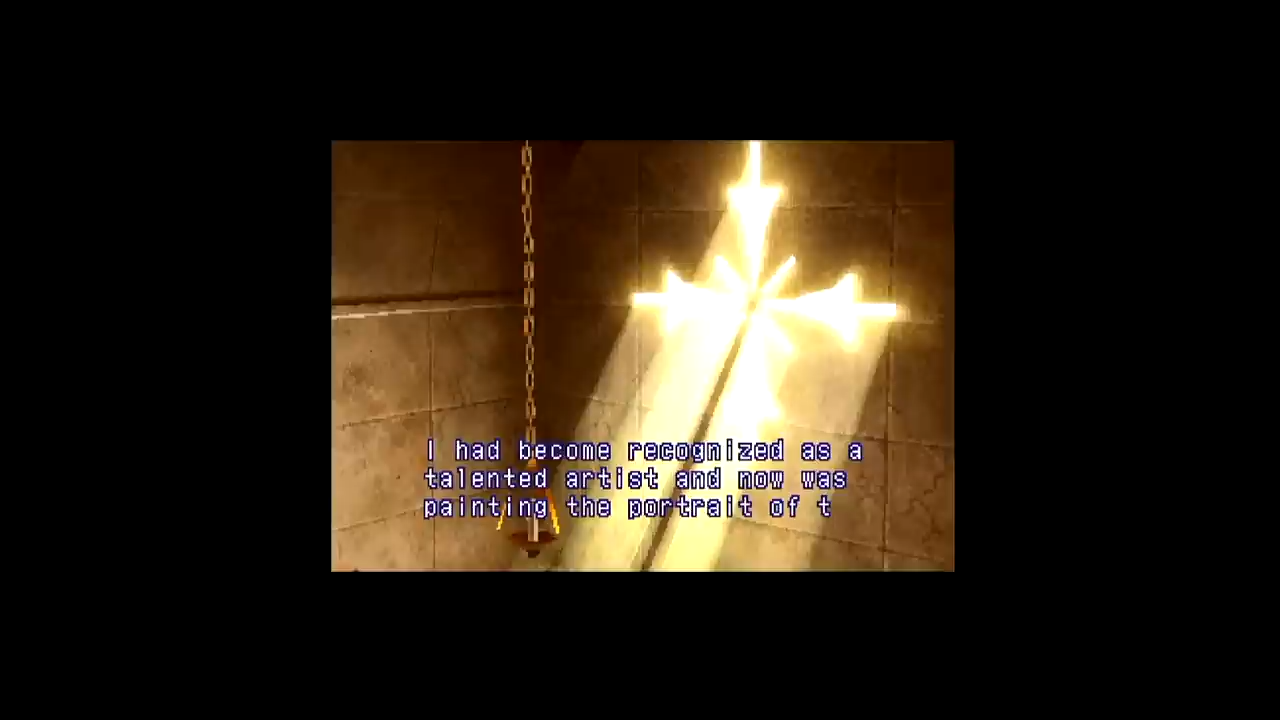 I had become recognized as a
talented artist and now was
painting the portrait of t